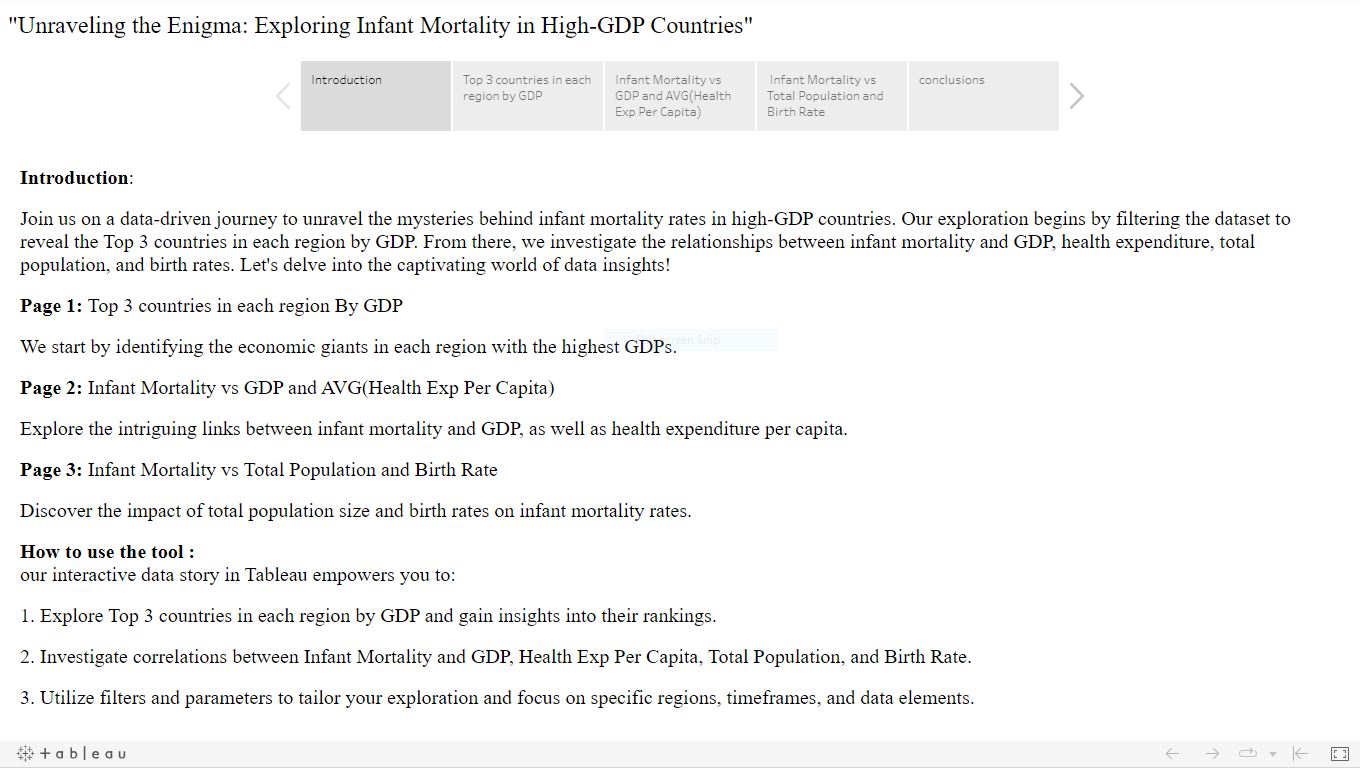 "Unraveling the Enigma: Exploring Infant Mortality in High-GDP Countries"
Introduction
Top 3 countries in each
region by GDP
Infant Mortality vs
GDP and AVG(Health
Exp Per Capita)
Infant Mortality vs
Total Population and
Birth Rate
conclusions
Introduction:
Join us on a data-driven journey to unravel the mysteries behind infant mortality rates in high-GDP countries. Our exploration begins by filtering the dataset to
reveal the Top 3 countries in each region by GDP. From there, we investigate the relationships between infant mortality and GDP, health expenditure, total
population, and birth rates. Let's delve into the captivating world of data insights!
Page 1: Top 3 countries in each region By GDP
We start by identifying the economic giants in each region with the highest GDPs.
Snip
Page 2: Infant Mortality vs GDP and AVG(Health Exp Per Capita)
Explore the intriguing links between infant mortality and GDP, as well as health expenditure per capita.
Page 3: Infant Mortality vs Total Population and Birth Rate
Discover the impact of total population size and birth rates on infant mortality rates.
How to use the tool :
our interactive data story in Tableau empowers you to:
1. Explore Top 3 countries in each region by GDP and gain insights into their rankings.
2. Investigate correlations between Infant Mortality and GDP, Health Exp Per Capita, Total Population, and Birth Rate.
3. Utilize filters and parameters to tailor your exploration and focus on specific regions, timeframes, and data elements.
tableau